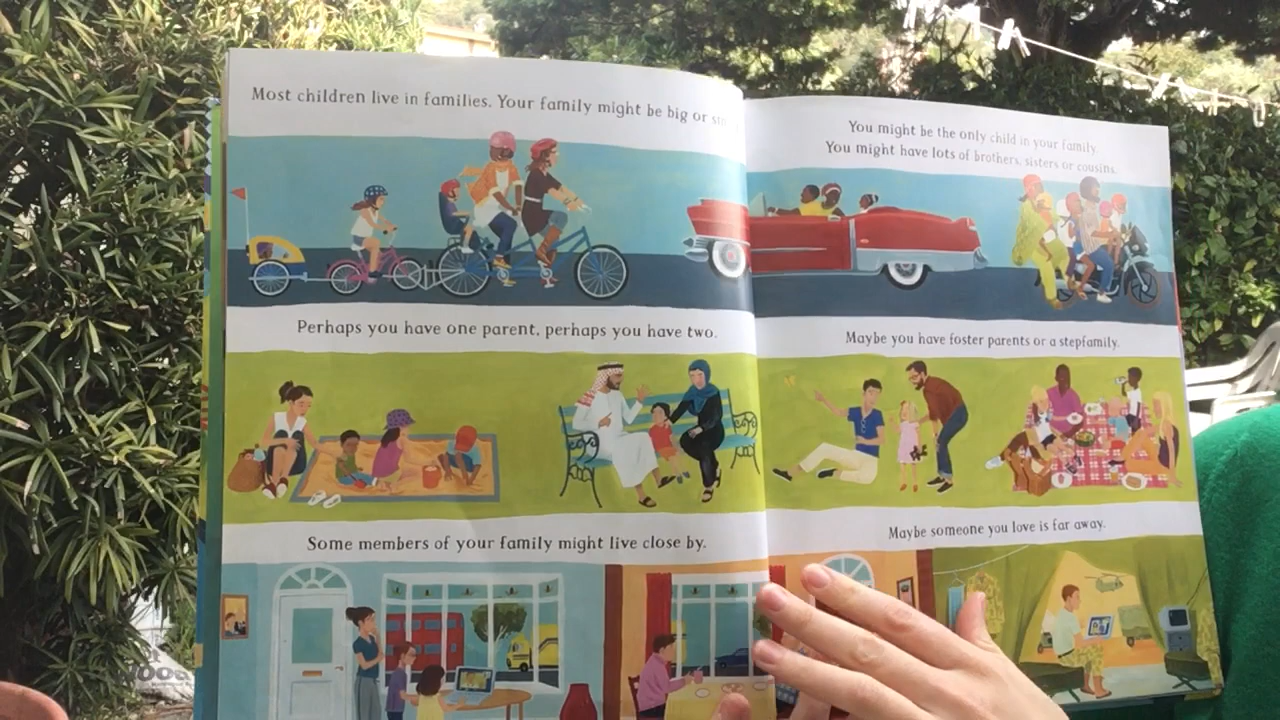 Most children live in families. Your family might be big or
You might be the only child in your family.
You might have lots of brothers, sisters or cousins.
Perhaps you have one parent, perhaps you have two.
Maybe you have foster parents or a stepfamily.
Some members of your family might live close by.
Maybe someone you love is far away.